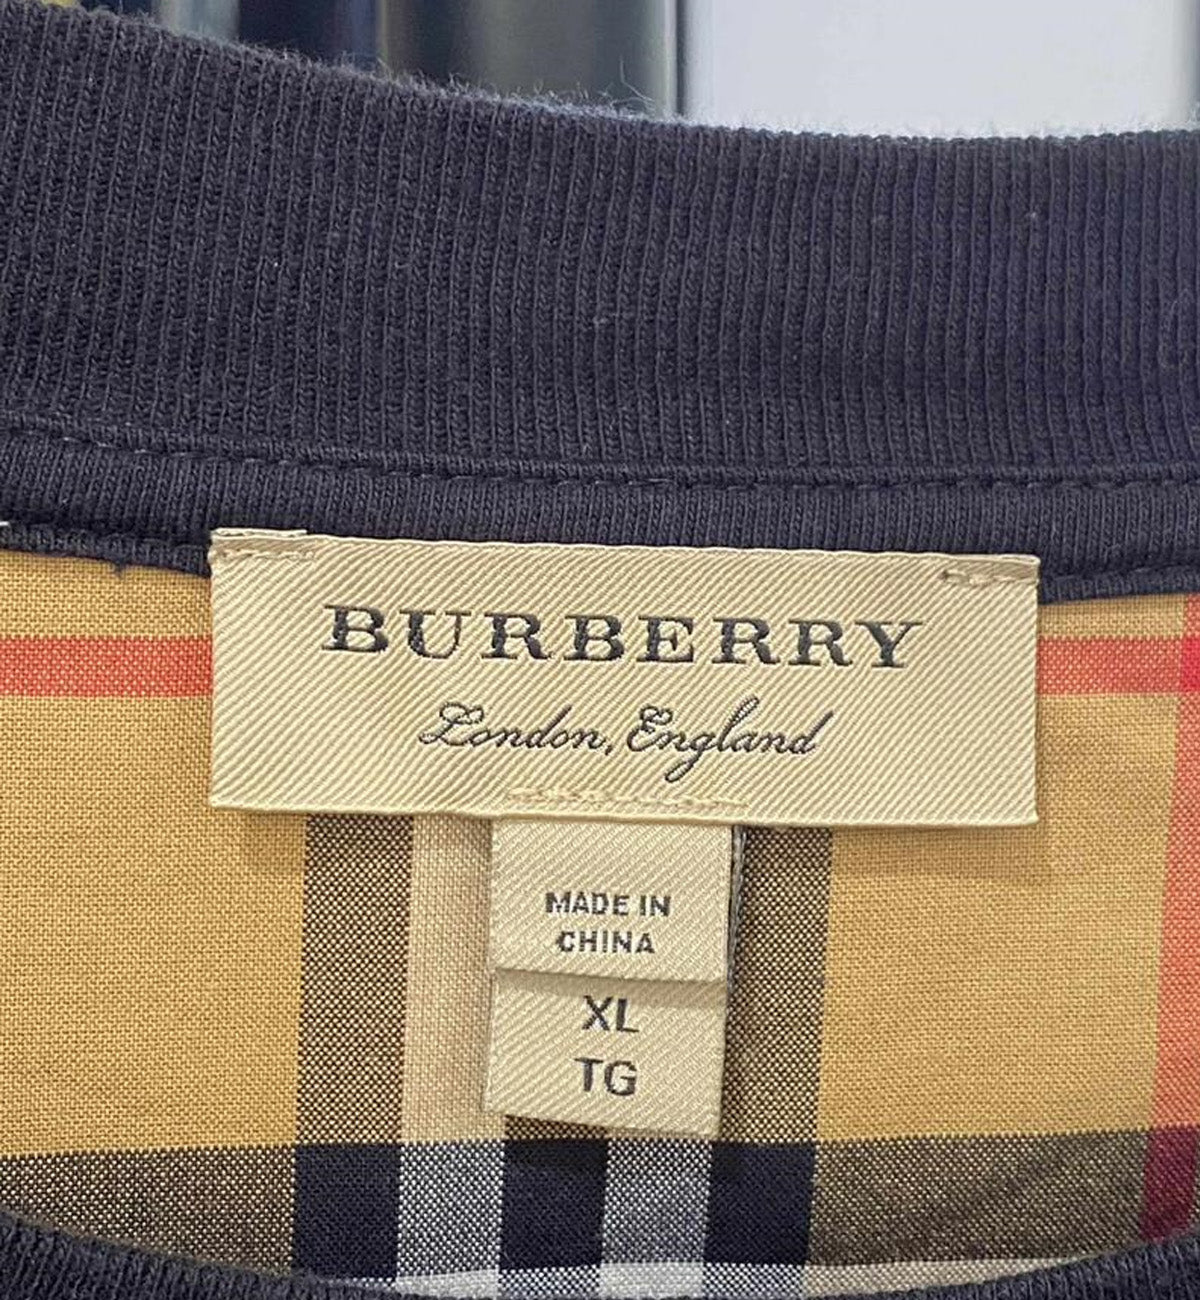 BURBERRY
London, England
MADE IN
CHINA
XL
TG